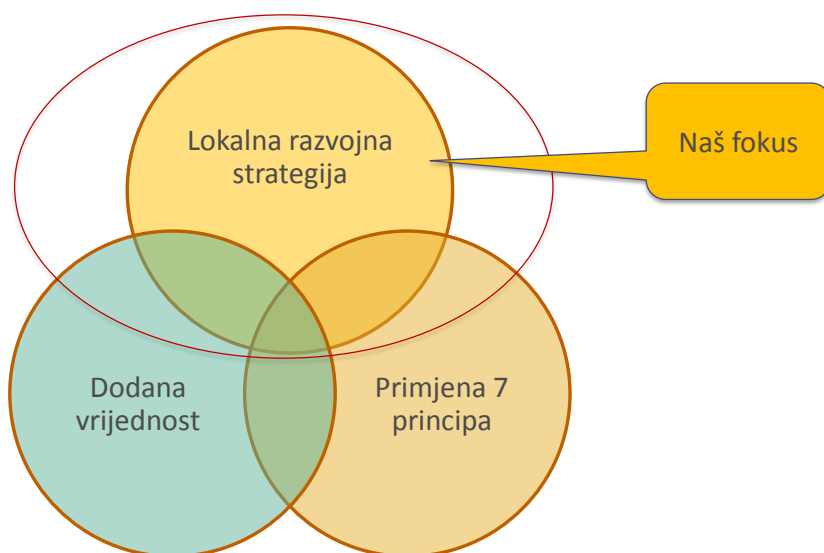 Lokalna razvojna
strategija
Naš fokus
Dodana
vrijednost
Primjena 7
principa